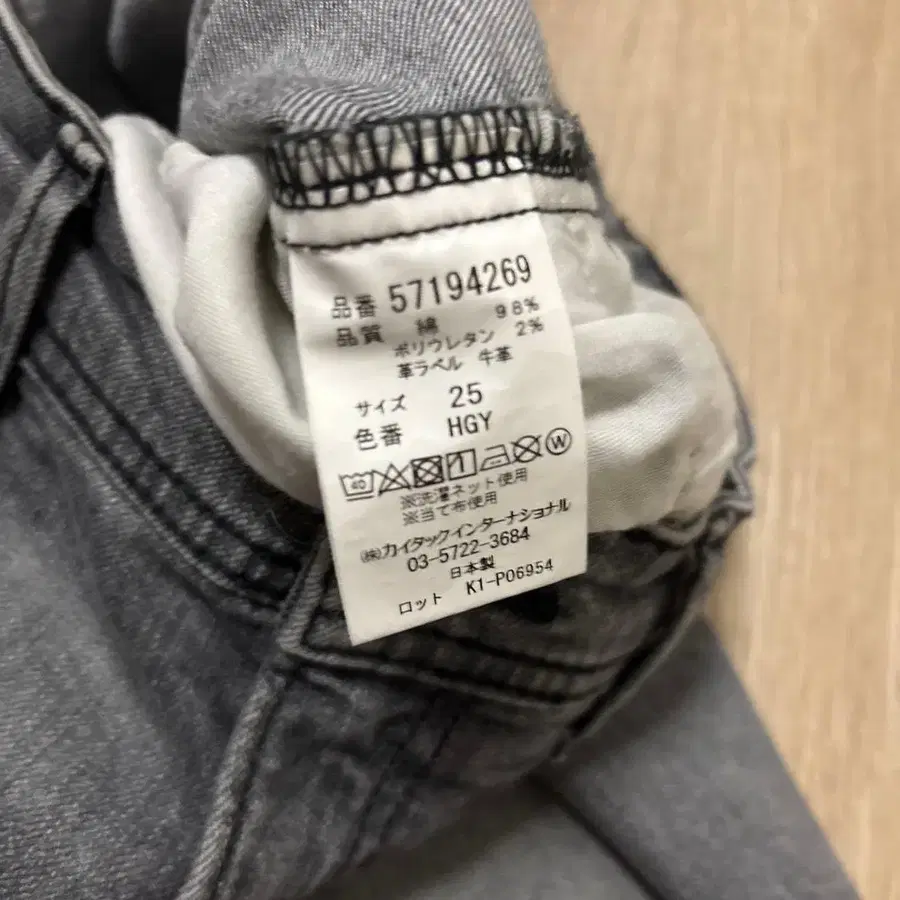 品番 57194269
品質 綿 98%
ポリウレタン 2%
革ラベル 牛革
サイズ 25
色番 HGY
40 W
※洗濯ネット使用
※当て布使用
㈱カイタックインターナショナル
03-5722-3684
日本製
ロット K1-P06954